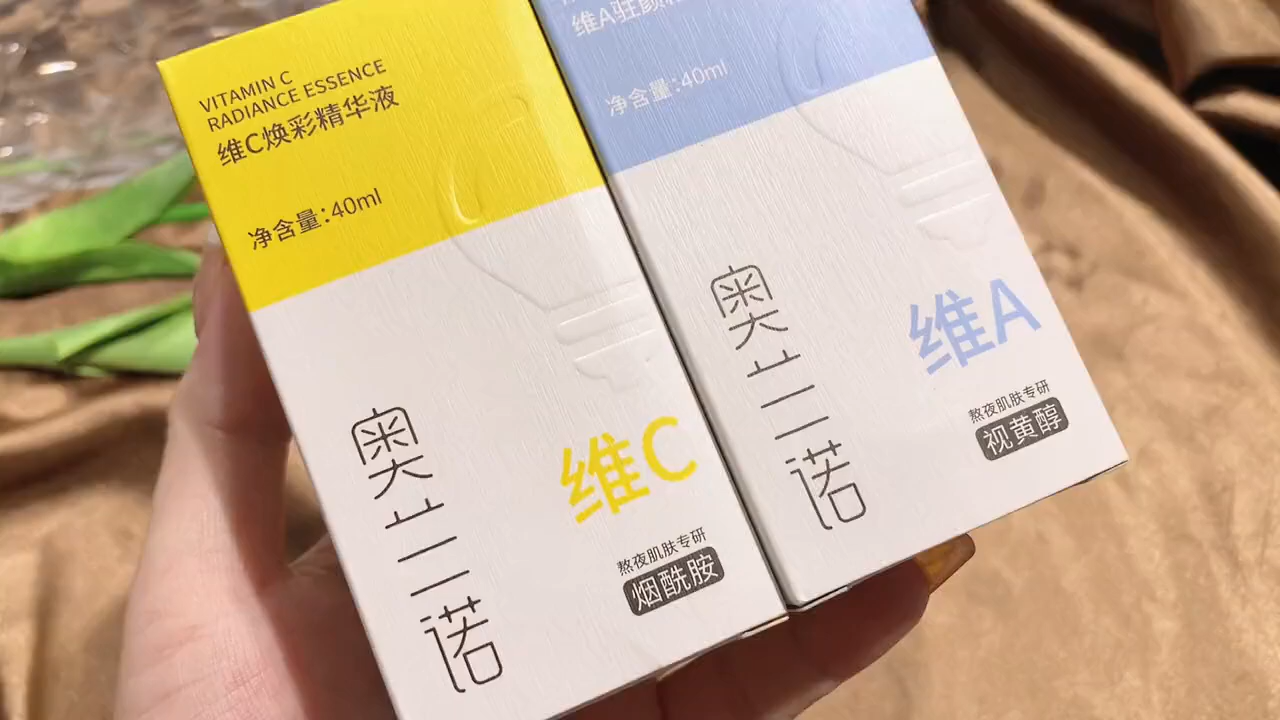 VITAMIN C
RADIANCE ESSENCE
维C焕彩精华液
净含量:40ml
奥兰诺
维C
熬夜肌肤专研
烟酰胺
维A驻颜
净含量:40ml
奥兰诺
维A
熬夜肌肤专研
视黄醇